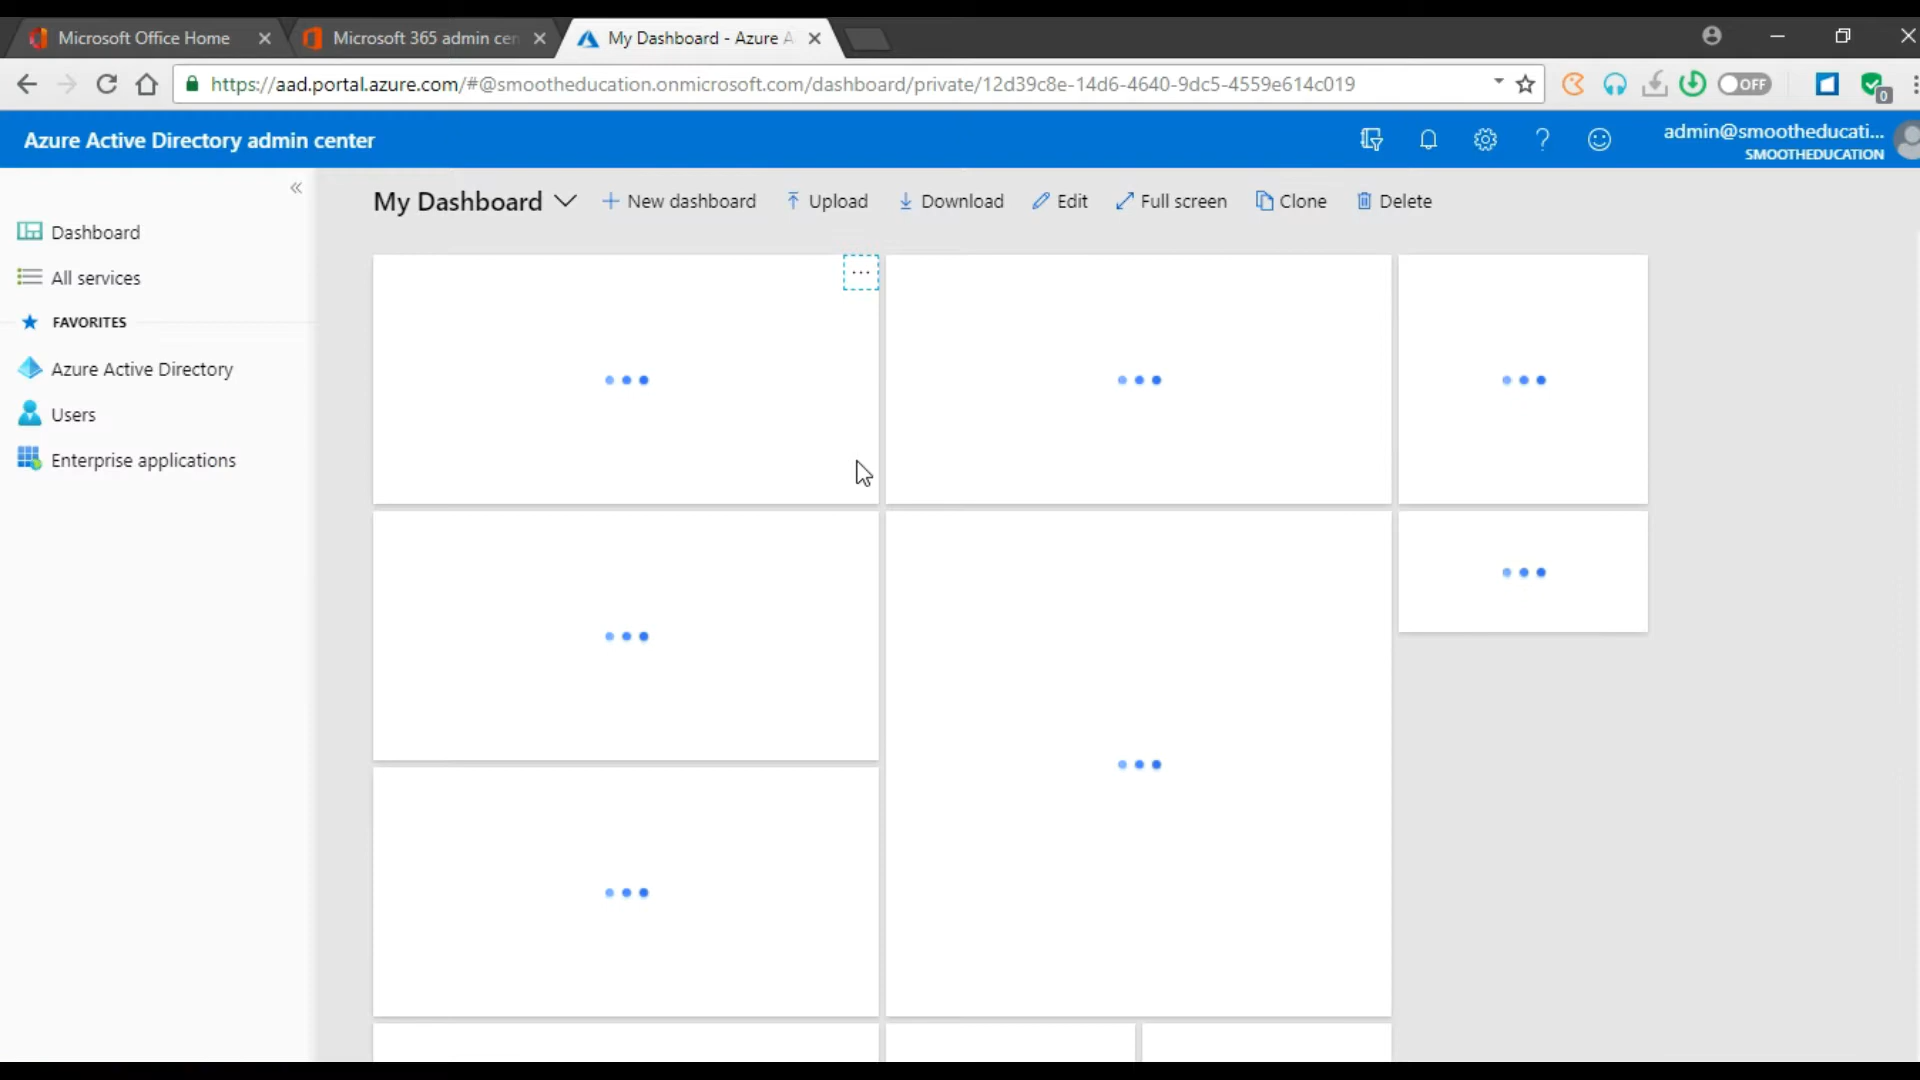 Microsoft Office Home
Microsoft 365 admin cen
My Dashboard - Azure A
https://aad.portal.azure.com/#@smootheducation.onmicrosoft.com/dashboard/private/12d39c8e-14d6-4640-9dc5-4559e614c019
OFF
0
Azure Active Directory admin center
admin@smootheducati...
SMOOTHEDUCATION
My Dashboard
New dashboard
Upload
Download
Edit
Full screen
Clone
Delete
Dashboard
All services
FAVORITES
Azure Active Directory
Users
Enterprise applications